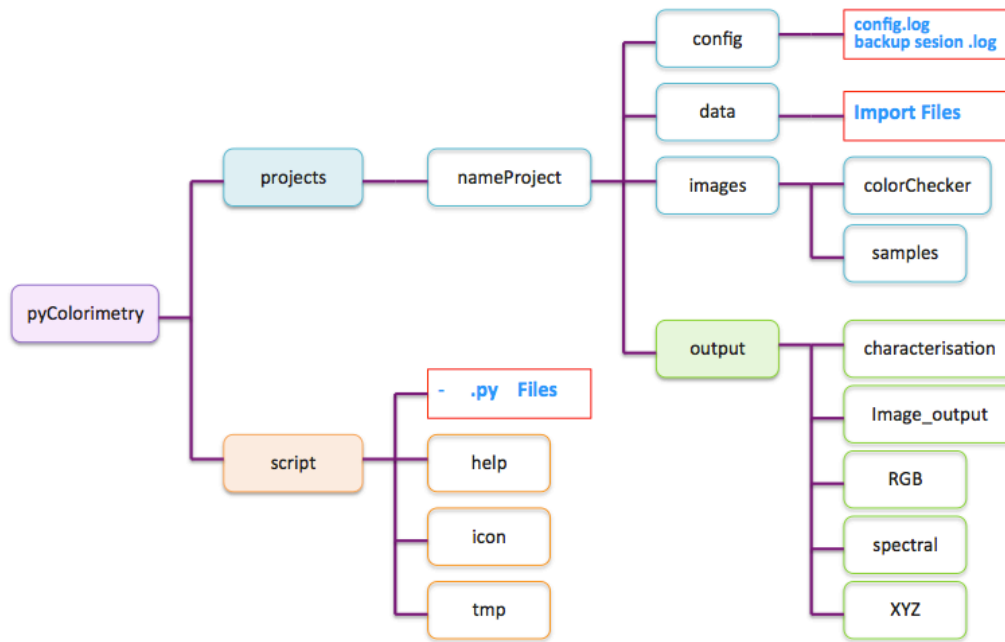 pyColorimetry
projects
nameProject
config
config.log
backup sesion .log
data
Import Files
images
colorChecker
samples
output
characterisation
Image_output
RGB
spectral
XYZ
script
- .py Files
help
icon
tmp